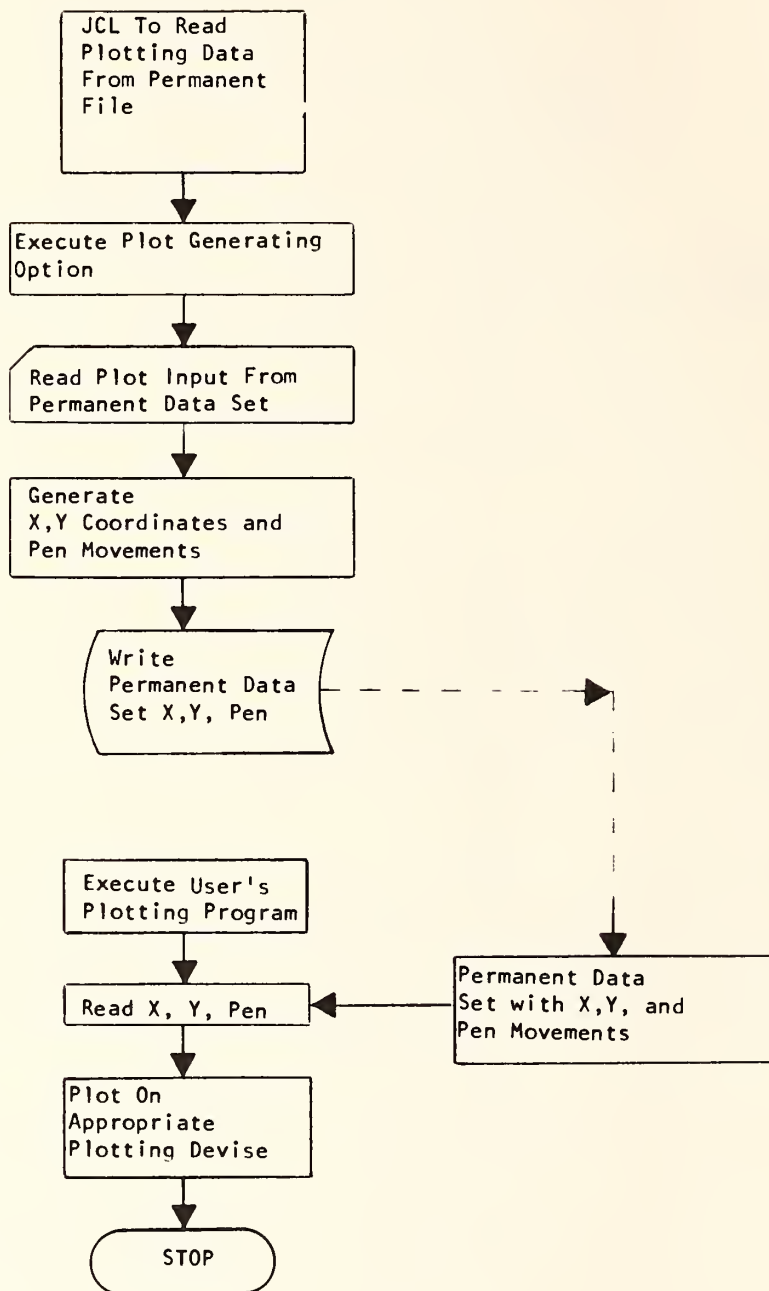 JCL To Read
Plotting Data
From Permanent
File
Execute Plot Generating
Option
Read Plot Input From
Permanent Data Set
Generate
X,Y Coordinates and
Pen Movements
Write
Permanent Data
Set X,Y, Pen
Execute User's
Plotting Program
Read X, Y, Pen
Permanent Data
Set with X,Y, and
Pen Movements
Plot On
Appropriate
Plotting Devise
STOP